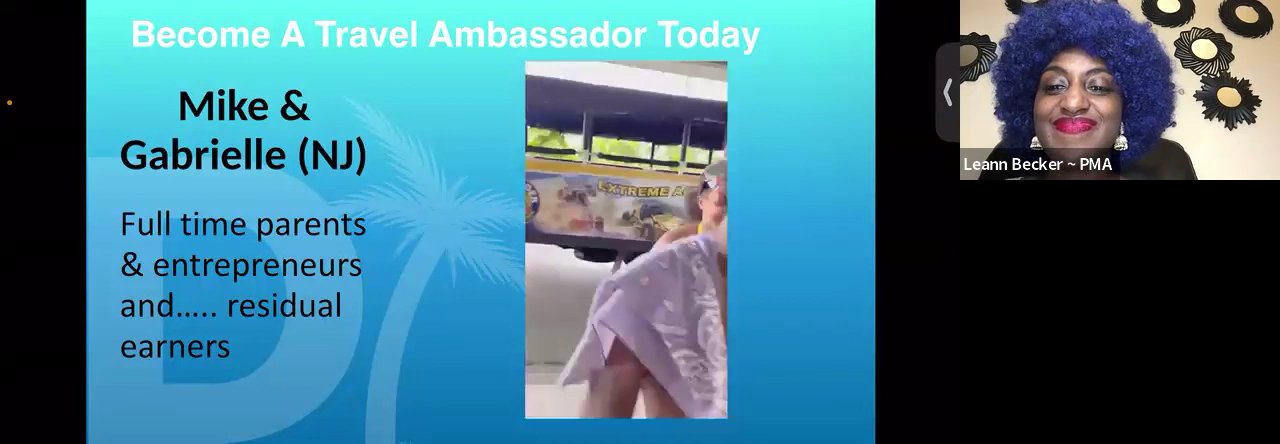 Become A Travel Ambassador Today
Mike &
Gabrielle (NJ)
Full time parents
& entrepreneurs
and..... residual
earners
EXTREME A
Leann Becker ~ PMA